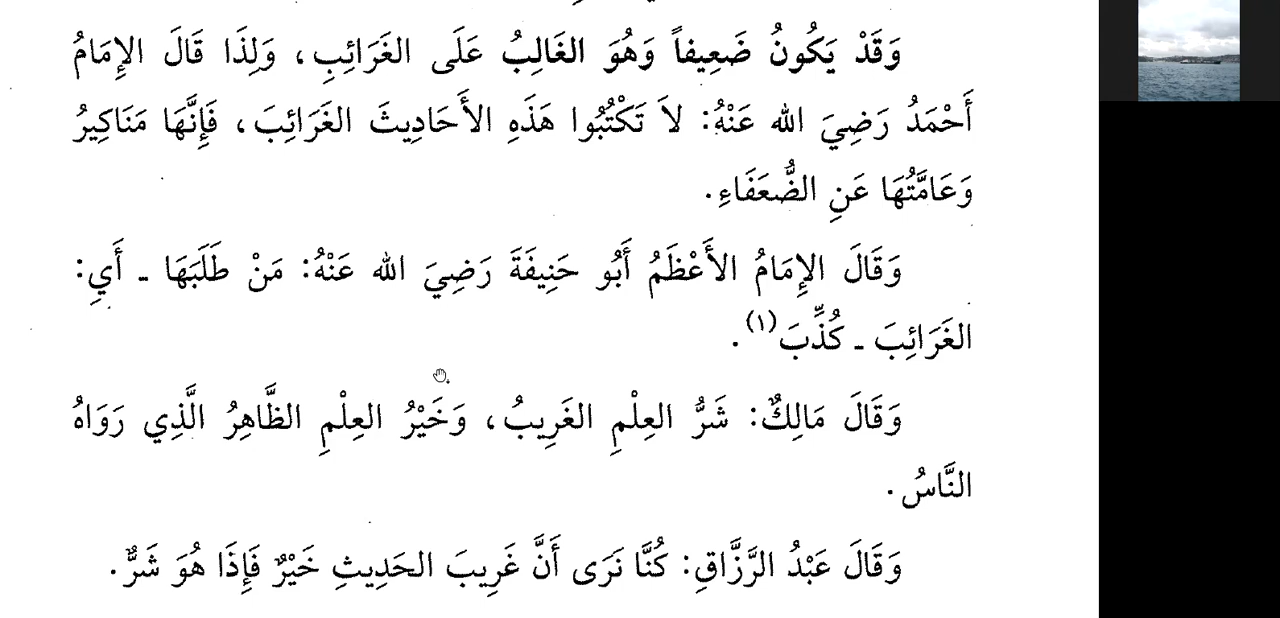 وَقَدْ يَكُونُ ضَعِيفاً وَهُوَ الغَالِبُ عَلَى الغَرَائِبِ، وَلِذَا قَالَ الإِمَامُ
أَحْمَدُ رَضِيَ الله عَنْهُ: لاَ تَكْتُبُوا هَذَهِ الأَحَادِيثَ الغَرَائِبَ، فَإِنَّهَا مَنَاكِيرُ
وَعَامَّتُهَا عَنِ الضُّعَفَاءِ.
وَقَالَ الإِمَامُ الأَعْظَمُ أَبُو حَنِيفَةَ رَضِيَ الله عَنْهُ: مَنْ طَلَبَهَا ـ أَيِ:
الغَرَائِبَ ـ كُذِّبَ(١).
وَقَالَ مَالِكٌ: شَرُّ العِلْمِ الغَرِيبُ، وَخَيْرُ العِلْمِ الظَّاهِرُ الَّذِي رَوَاهُ
النَّاسُ.
وَقَالَ عَبْدُ الرَّزَّاقِ: كُنَّا نَرَى أَنَّ غَرِيبَ الحَدِيثِ خَيْرٌ فَإِذَا هُوَ شَرٌّ.